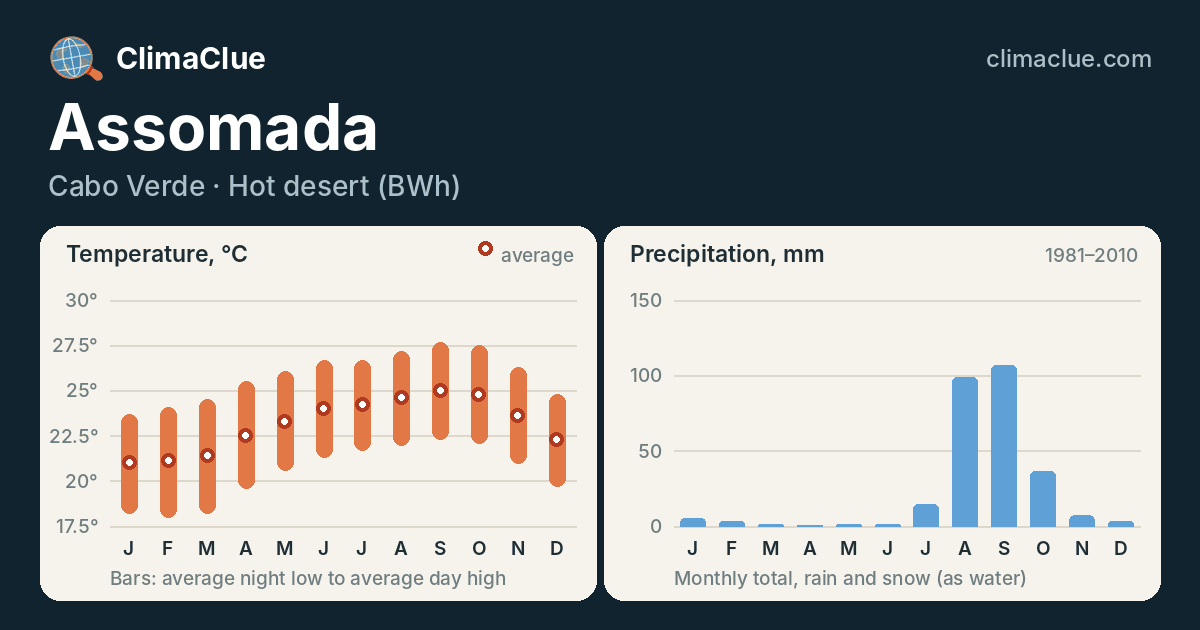 ClimaClue
climaclue.com
Assomada
Cabo Verde · Hot desert (BWh)
Temperature, °C
average
30°
27.5°
25°
22.5°
20°
17.5°
J F M A M J J A S O N D
Bars: average night low to average day high
Precipitation, mm
1981–2010
150
100
50
0
J F M A M J J A S O N D
Monthly total, rain and snow (as water)